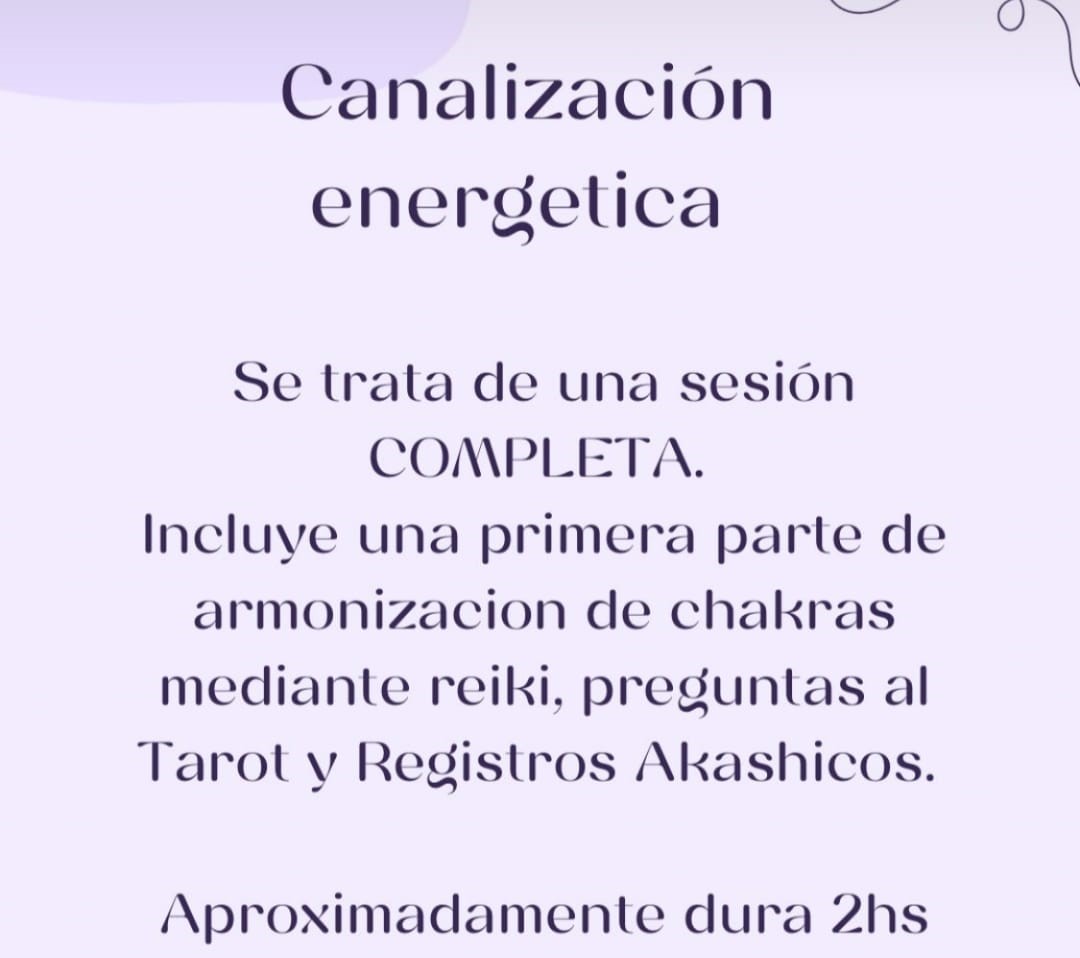 Canalización
energetica
Se trata de una sesión
COMPLETA.
Incluye una primera parte de
armonizacion de chakras
mediante reiki, preguntas al
Tarot y Registros Akashicos.
Aproximadamente dura 2hs